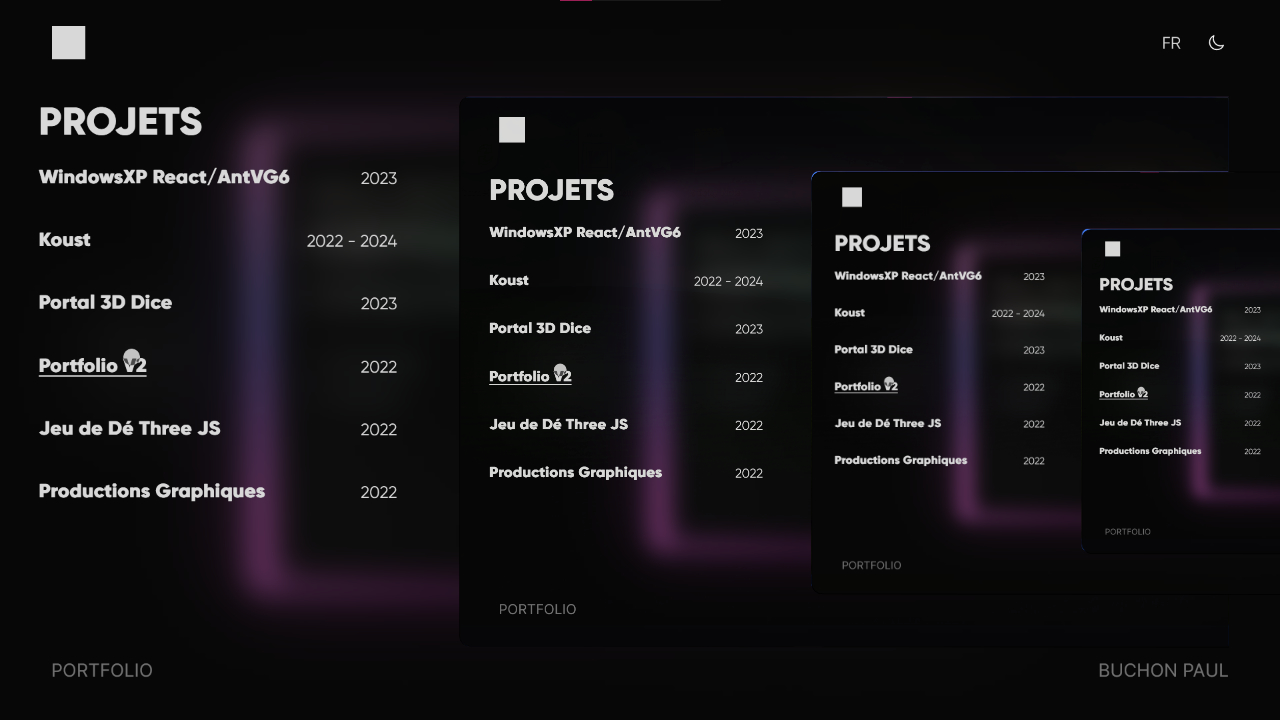 FR
PROJETS
WindowsXP React/AntVG6 2023
Koust 2022 - 2024
Portal 3D Dice 2023
Portfolio V2 2022
Jeu de Dé Three JS 2022
Productions Graphiques 2022
PORTFOLIO
BUCHON PAUL
PROJETS
WindowsXP React/AntVG6 2023
Koust 2022 - 2024
Portal 3D Dice 2023
Portfolio V2 2022
Jeu de Dé Three JS 2022
Productions Graphiques 2022
PORTFOLIO
PROJETS
WindowsXP React/AntVG6 2023
Koust 2022 - 2024
Portal 3D Dice 2023
Portfolio V2 2022
Jeu de Dé Three JS 2022
Productions Graphiques 2022
PORTFOLIO
PROJETS
WindowsXP React/AntVG6 2023
Koust 2022 - 2024
Portal 3D Dice 2023
Portfolio V2 2022
Jeu de Dé Three JS 2022
Productions Graphiques 2022
PORTFOLIO